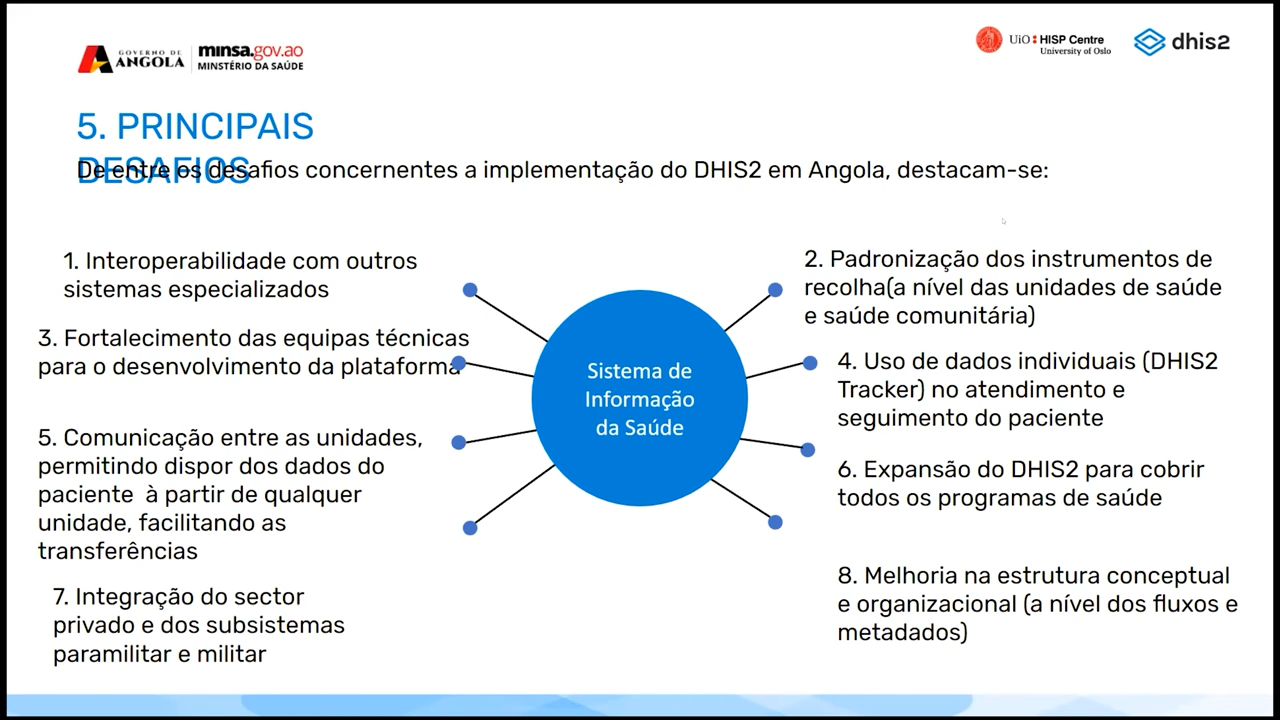 GOVERNO DE
ANGOLA
minsa.gov.ao
MINISTÉRIO DA SAÚDE
UiO HISP Centre
University of Oslo
dhis2
5. PRINCIPAIS
DESAFIOS
De entre os desafios concernentes a implementação do DHIS2 em Angola, destacam-se:
1. Interoperabilidade com outros
sistemas especializados
2. Padronização dos instrumentos de
recolha(a nível das unidades de saúde
e saúde comunitária)
3. Fortalecimento das equipas técnicas
para o desenvolvimento da plataforma
4. Uso de dados individuais (DHIS2
Tracker) no atendimento e
seguimento do paciente
Sistema de
Informação
da Saúde
5. Comunicação entre as unidades,
permitindo dispor dos dados do
paciente à partir de qualquer
unidade, facilitando as
transferências
6. Expansão do DHIS2 para cobrir
todos os programas de saúde
7. Integração do sector
privado e dos subsistemas
paramilitar e militar
8. Melhoria na estrutura conceptual
e organizacional (a nível dos fluxos e
metadados)